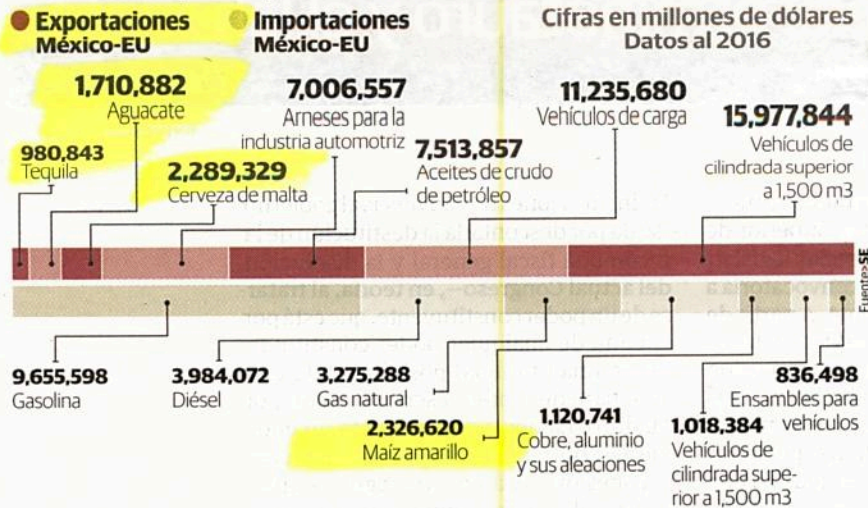 Exportaciones
México-EU
Importaciones
México-EU
Cifras en millones de dólares
Datos al 2016
1,710,882
Aguacate
7,006,557
Arneses para la
industria automotriz
11,235,680
Vehículos de carga
15,977,844
Vehículos de
cilindrada superior
a 1,500 m3
980,843
Tequila
2,289,329
Cerveza de malta
7,513,857
Aceites de crudo
de petróleo
Fuente>SE
9,655,598
Gasolina
3,984,072
Diésel
3,275,288
Gas natural
2,326,620
Maíz amarillo
1,120,741
Cobre, aluminio
y sus aleaciones
1,018,384
Vehículos de
cilindrada supe-
rior a 1,500 m3
836,498
Ensambles para
vehículos